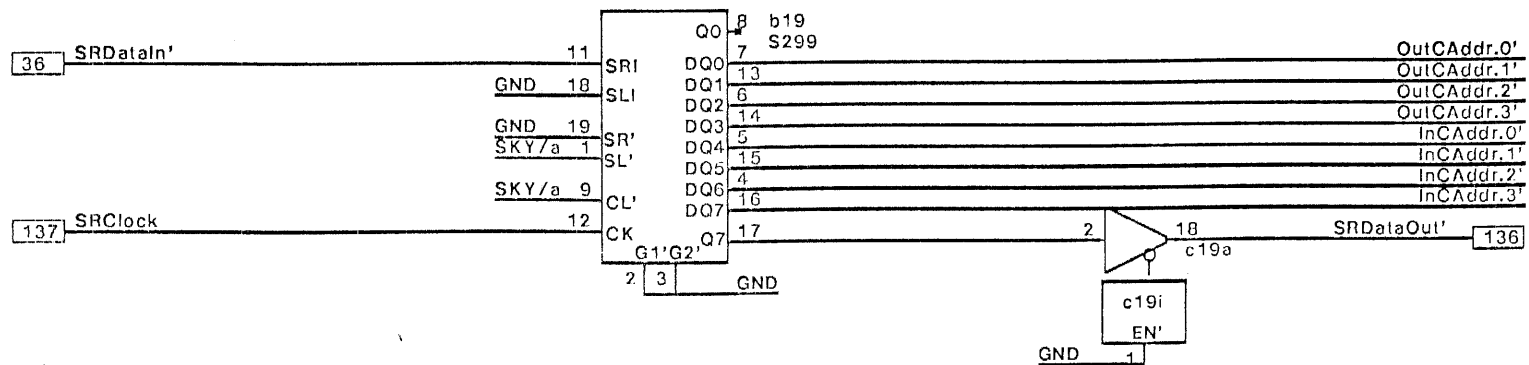 Q0 8 b19
S299
36 SRDataIn' 11 SRI DQ0 7 OutCAddr.0'
DQ1 13 OutCAddr.1'
GND 18 SLI DQ2 6 OutCAddr.2'
DQ3 14 OutCAddr.3'
GND 19 SR' DQ4 5 InCAddr.0'
SKY/a 1 SL' DQ5 15 InCAddr.1'
DQ6 4 InCAddr.2'
SKY/a 9 CL' DQ7 16 InCAddr.3'
137 SRClock 12 CK Q7 17 2 18 SRDataOut' 136
c19a
G1'G2'
2 3 GND
c19i
EN'
GND 1